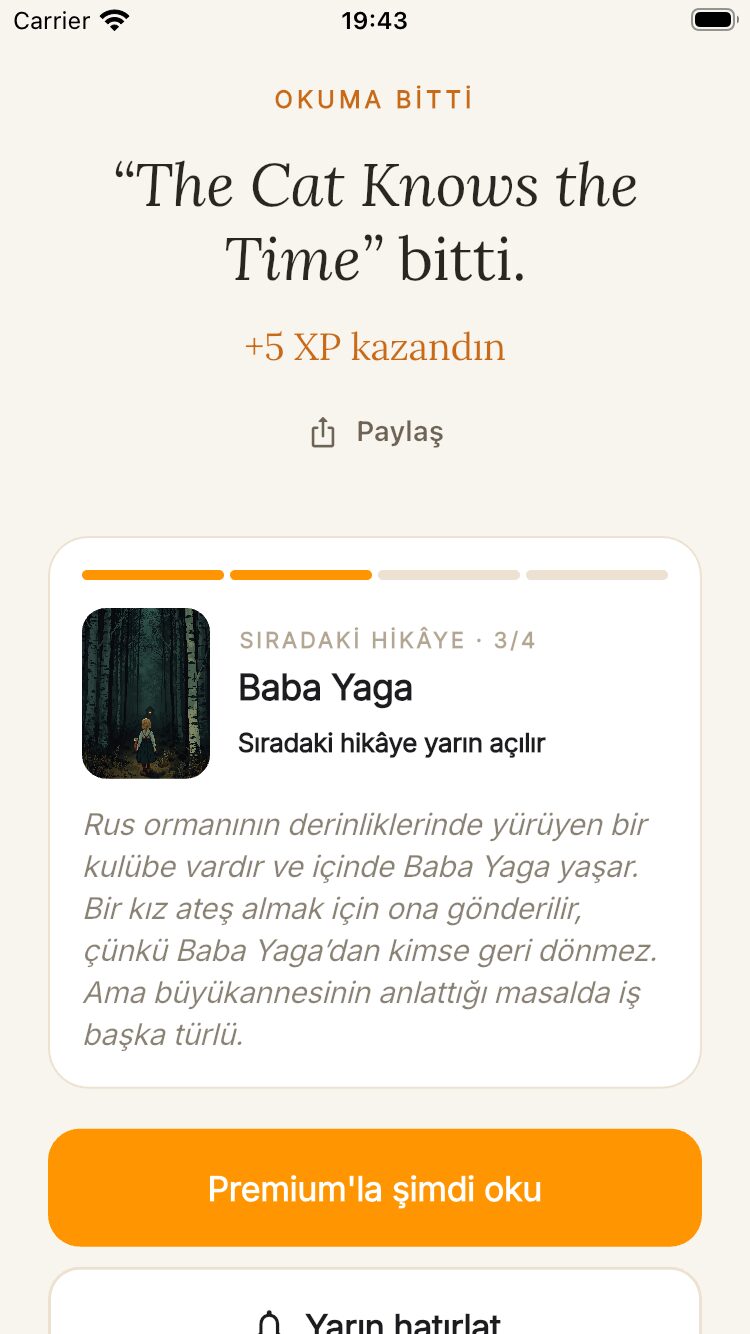 Carrier 19:43
OKUMA BİTTİ
“The Cat Knows the
Time” bitti.
+5 XP kazandın
Paylaş
SIRADAKİ HİKÂYE · 3/4
Baba Yaga
Sıradaki hikâye yarın açılır
Rus ormanının derinliklerinde yürüyen bir
kulübe vardır ve içinde Baba Yaga yaşar.
Bir kız ateş almak için ona gönderilir,
çünkü Baba Yaga’dan kimse geri dönmez.
Ama büyükannesinin anlattığı masalda iş
başka türlü.
Premium'la şimdi oku
Yarın hatırlat